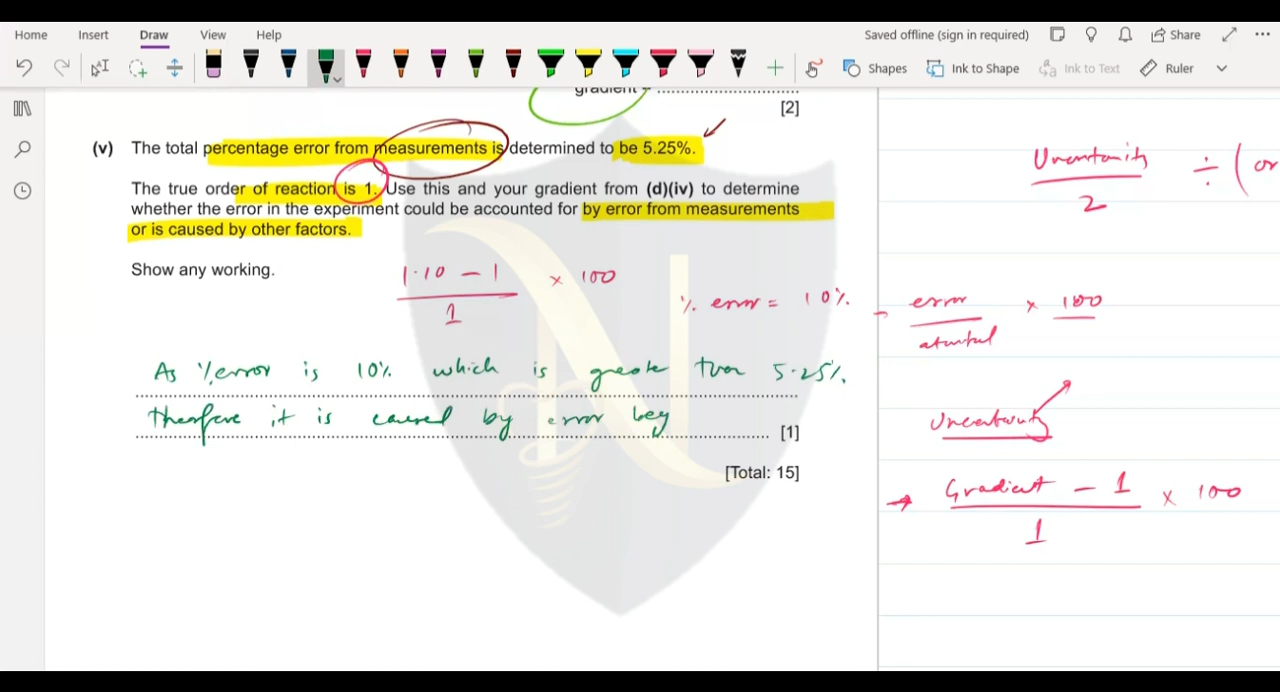 Home Insert Draw View Help Saved offline (sign in required) Share
Shapes Ink to Shape Ink to Text Ruler
gradient =
[2]
(v) The total percentage error from measurements is determined to be 5.25%.
The true order of reaction is 1. Use this and your gradient from (d)(iv) to determine
whether the error in the experiment could be accounted for by error from measurements
or is caused by other factors.
Show any working.
1.10 - 1 × 100
1
% error = 10%
As % error is 10% which is greate than 5.25%.
therefore it is caused by error bey
[1]
[Total: 15]
Uncertainity ÷ (or
2
error × 100
Uncertainty
→ Gradient - 1 × 100
1